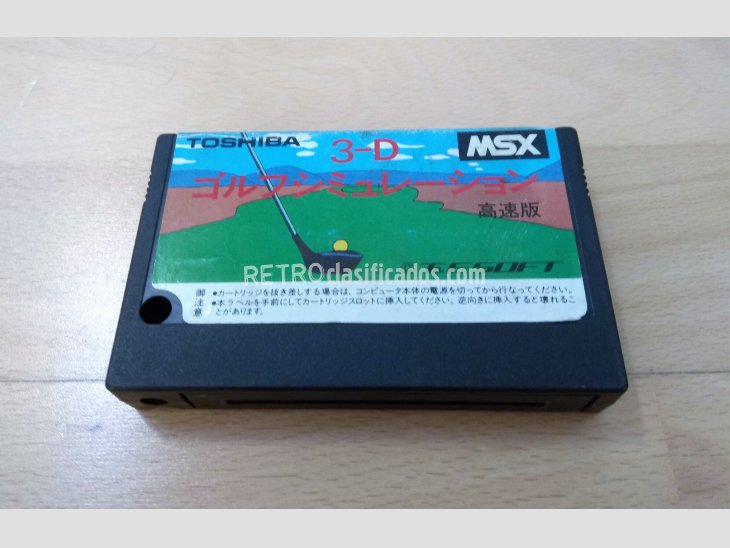 TOSHIBA
MSX
3-D
ゴルフ・シミュレーション
高速版
T&ESOFT
RETROclasificados.com
御注意
●カートリッジを抜き差しする場合は、コンピュータ本体の電源を切ってから行なってください。
●本ラベルを手前にしてカートリッジスロットに挿入してください。逆向きに挿入すると壊れるこ
とがあります。